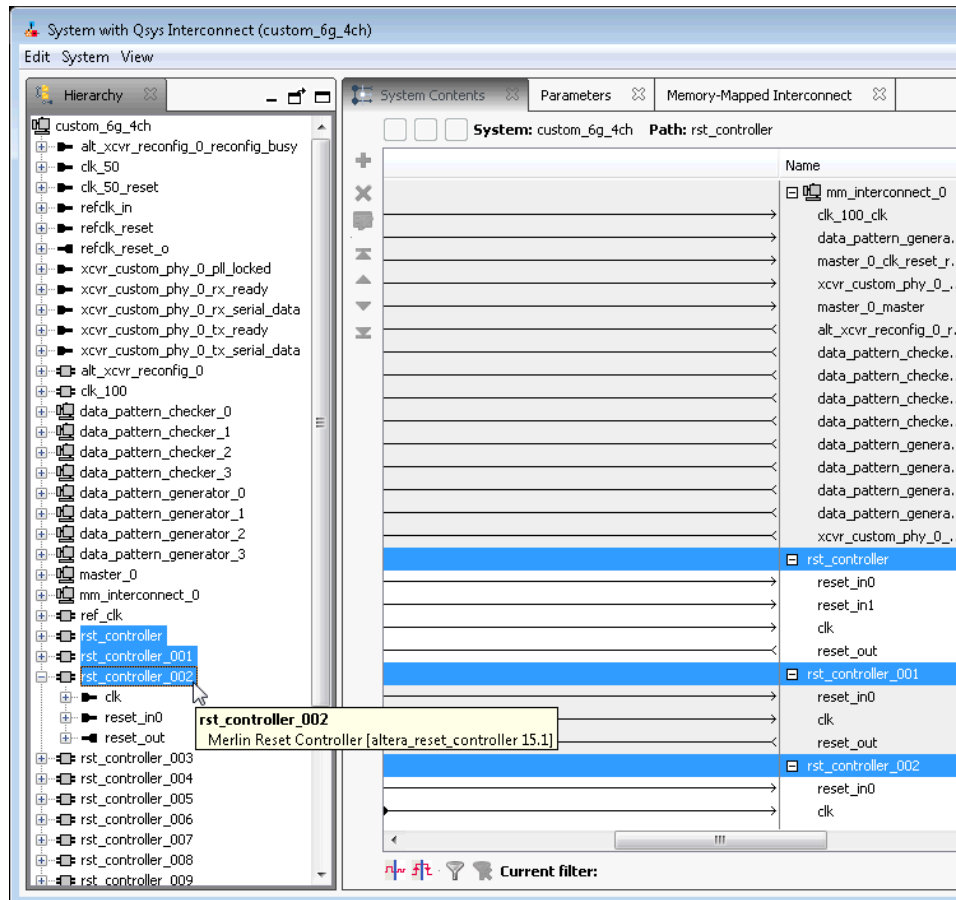 System with Qsys Interconnect (custom_6g_4ch)
Edit System View
Hierarchy
custom_6g_4ch
alt_xcvr_reconfig_0_reconfig_busy
clk_50
clk_50_reset
refclk_in
refclk_reset
refclk_reset_o
xcvr_custom_phy_0_pll_locked
xcvr_custom_phy_0_rx_ready
xcvr_custom_phy_0_rx_serial_data
xcvr_custom_phy_0_tx_ready
xcvr_custom_phy_0_tx_serial_data
alt_xcvr_reconfig_0
clk_100
data_pattern_checker_0
data_pattern_checker_1
data_pattern_checker_2
data_pattern_checker_3
data_pattern_generator_0
data_pattern_generator_1
data_pattern_generator_2
data_pattern_generator_3
master_0
mm_interconnect_0
ref_clk
rst_controller
rst_controller_001
rst_controller_002
clk
reset_in0
reset_out
rst_controller_003
rst_controller_004
rst_controller_005
rst_controller_006
rst_controller_007
rst_controller_008
rst_controller_009
rst_controller_002
Merlin Reset Controller [altera_reset_controller 15.1]
System Contents Parameters Memory-Mapped Interconnect
System: custom_6g_4ch Path: rst_controller
Name
mm_interconnect_0
clk_100_clk
data_pattern_genera.
master_0_clk_reset_r.
xcvr_custom_phy_0_..
master_0_master
alt_xcvr_reconfig_0_r.
data_pattern_checke.
data_pattern_checke.
data_pattern_checke.
data_pattern_checke.
data_pattern_genera.
data_pattern_genera.
data_pattern_genera.
data_pattern_genera.
xcvr_custom_phy_0_..
rst_controller
reset_in0
reset_in1
clk
reset_out
rst_controller_001
reset_in0
clk
reset_out
rst_controller_002
reset_in0
clk
Current filter: